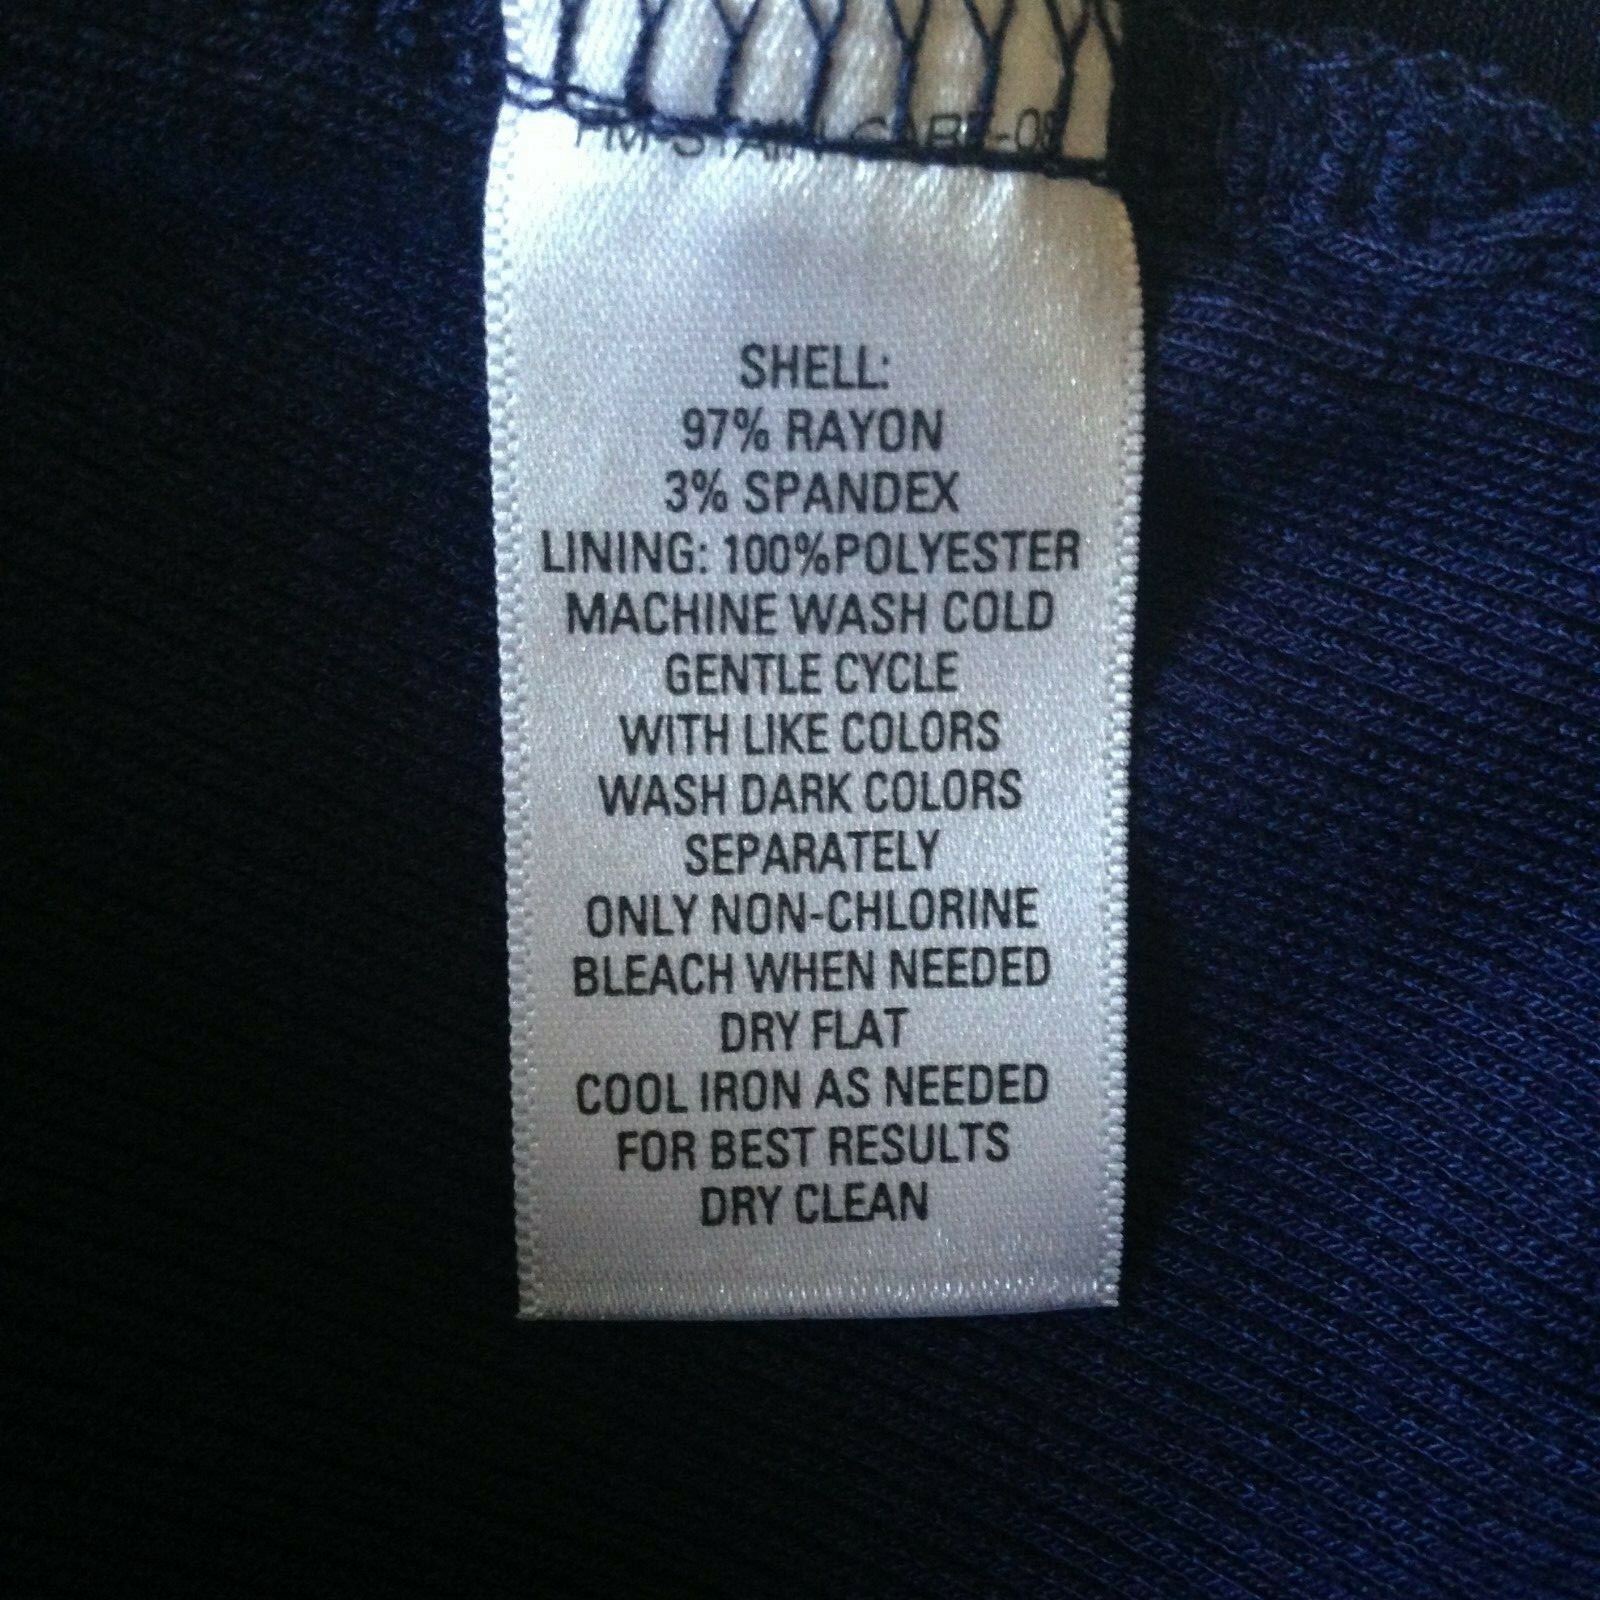 SHELL:
97% RAYON
3% SPANDEX
LINING: 100%POLYESTER
MACHINE WASH COLD
GENTLE CYCLE
WITH LIKE COLORS
WASH DARK COLORS
SEPARATELY
ONLY NON-CHLORINE
BLEACH WHEN NEEDED
DRY FLAT
COOL IRON AS NEEDED
FOR BEST RESULTS
DRY CLEAN